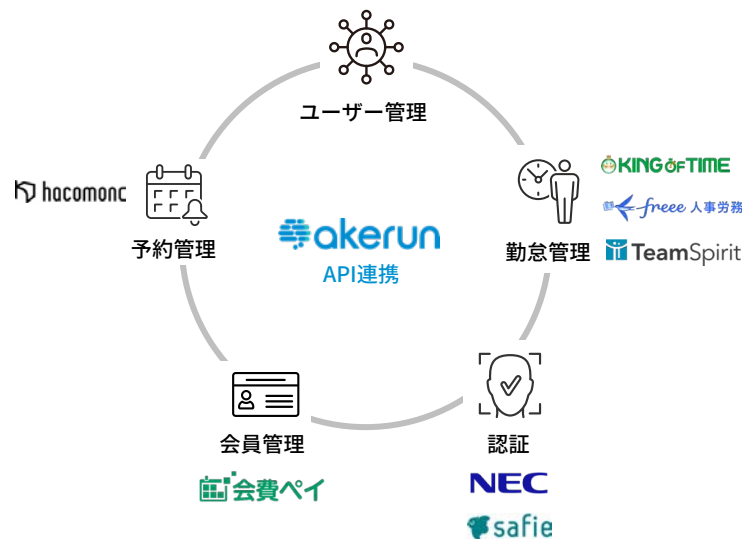 ユーザー管理
hacomono
予約管理
akerun
API連携
KING OF TIME
freee 人事労務
勤怠管理
TeamSpirit
会員管理
会費ペイ
認証
NEC
safie